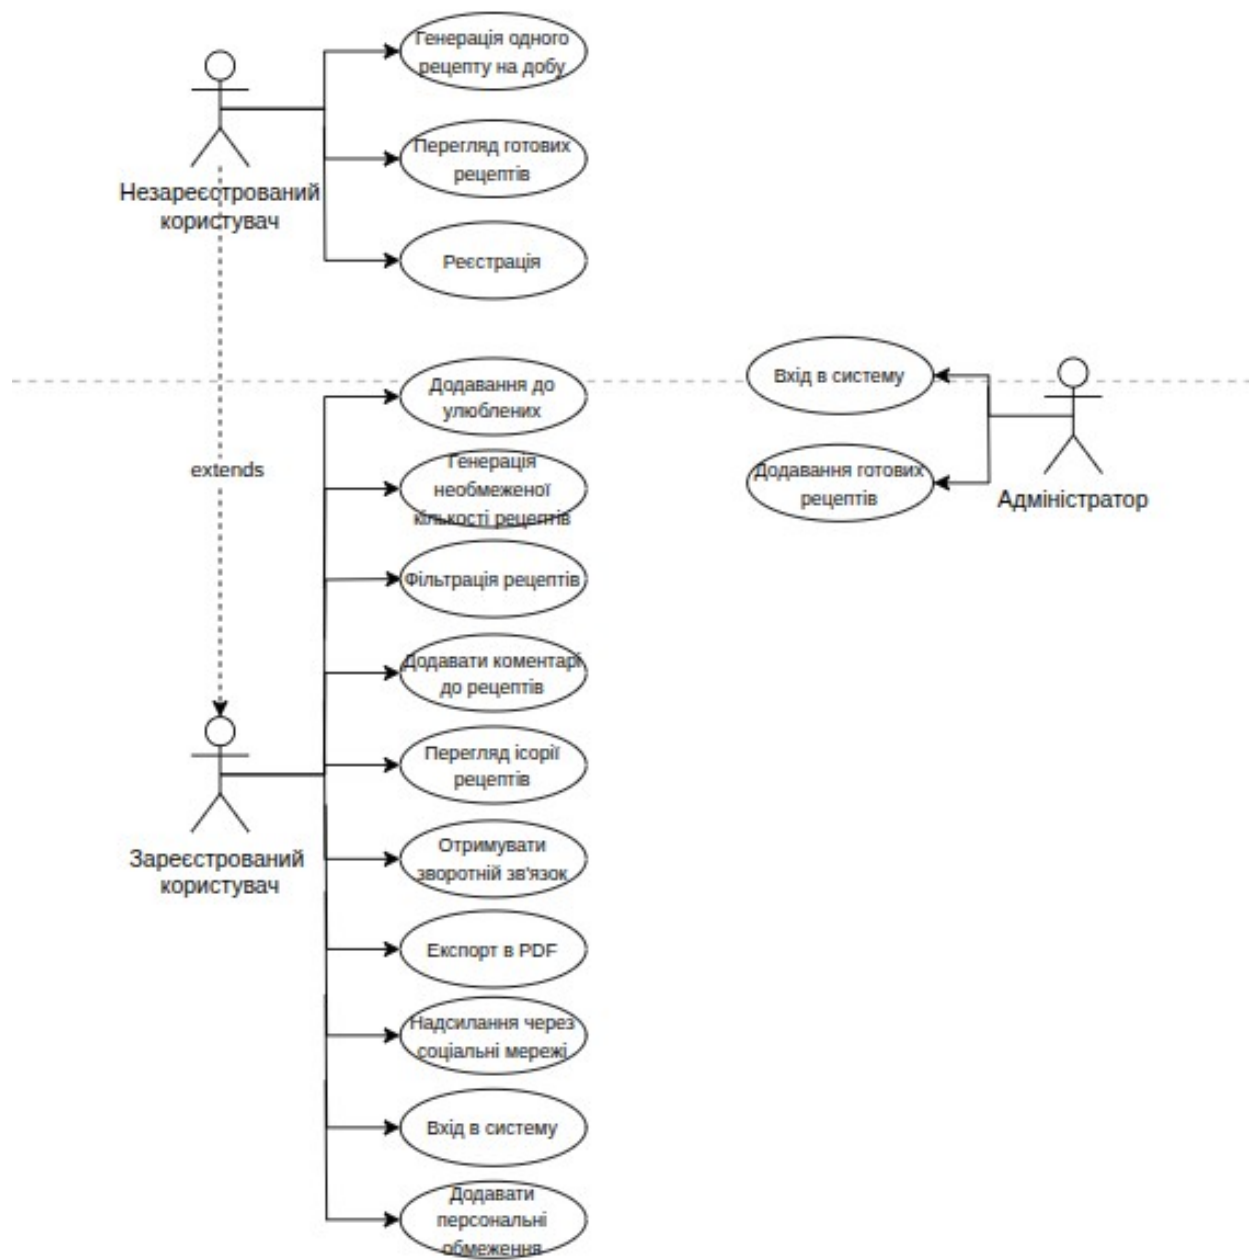 Генерація одного
рецепту на добу
Перегляд готових
рецептів
Незареєстрований
користувач
Реєстрація
Додавання до
улюблених
Вхід в систему
extends
Генерація
необмеженої
кількості рецептів
Додавання готових
рецептів
Адміністратор
Фільтрація рецептів
Додавати коментарі
до рецептів
Перегляд ісорії
рецептів
Зареєстрований
користувач
Отримувати
зворотній зв'язок
Експорт в PDF
Надсилання через
соціальні мережі
Вхід в систему
Додавати
персональні
обмеження